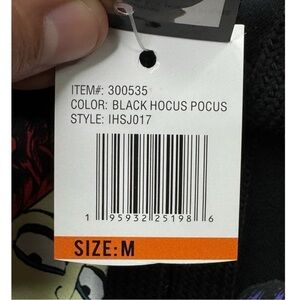 ITEM#: 300535
COLOR: BLACK HOCUS POCUS
STYLE: IHSJ017
1 95932 25198 6
SIZE: M